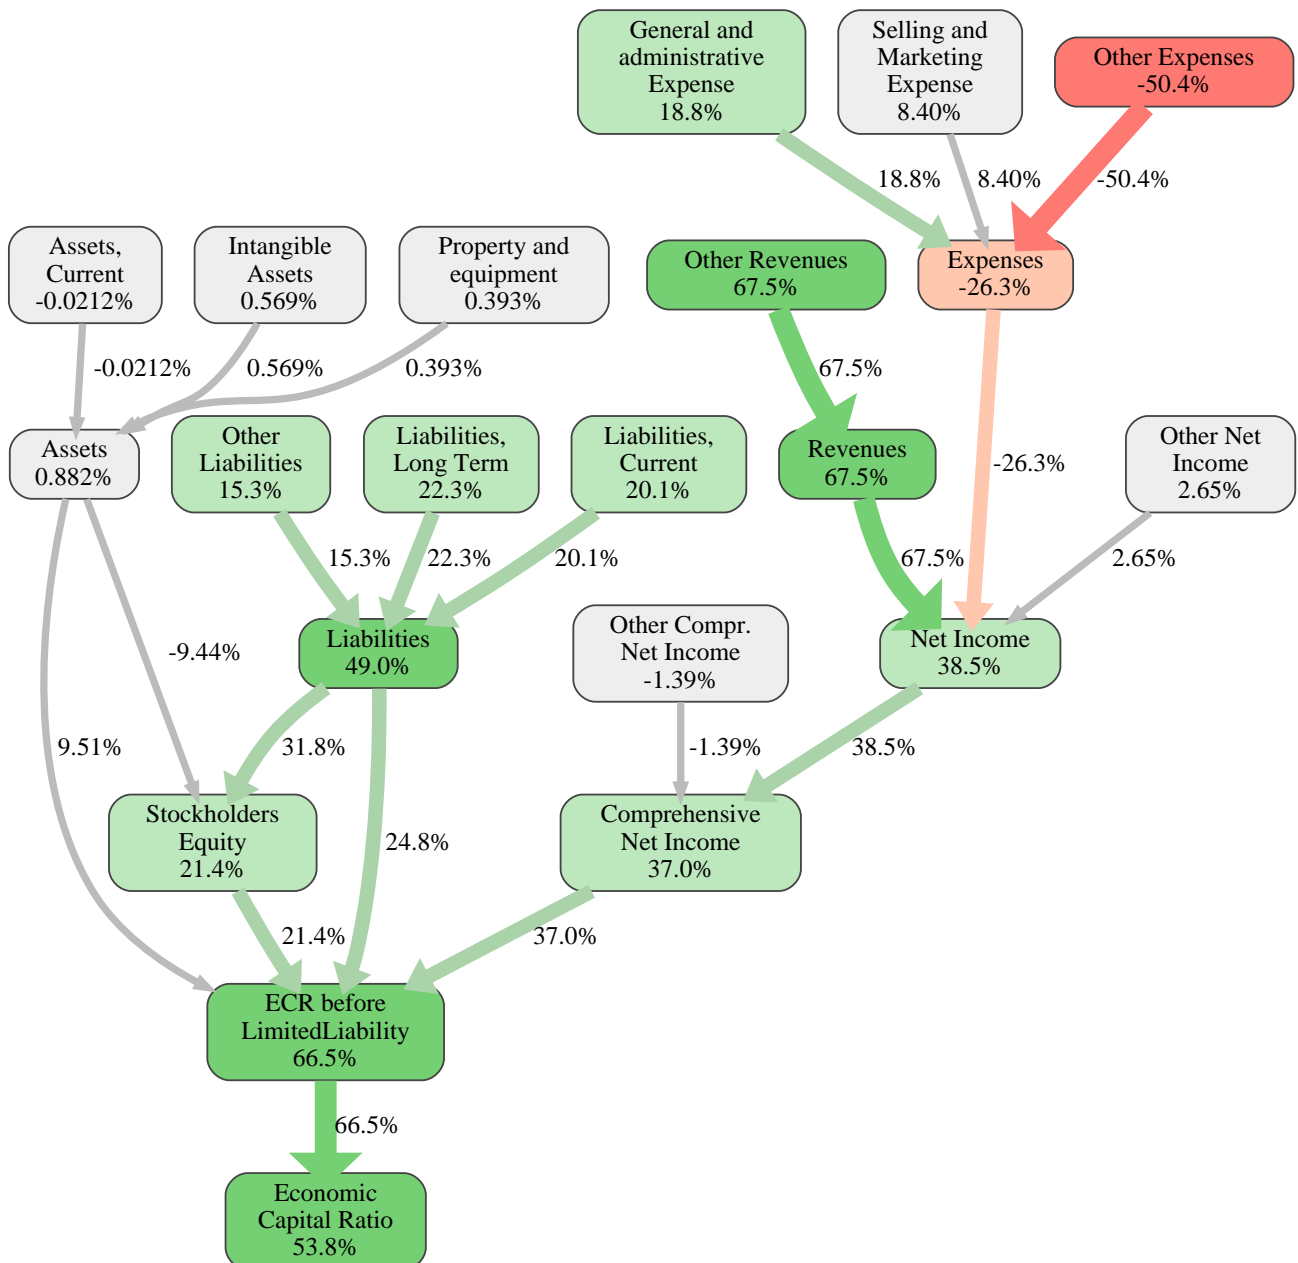 General and
administrative
Expense
18.8%
Selling and
Marketing
Expense
8.40%
Other Expenses
-50.4%
18.8%
8.40%
-50.4%
Assets,
Current
-0.0212%
Intangible
Assets
0.569%
Property and
equipment
0.393%
Other Revenues
67.5%
Expenses
-26.3%
-0.0212%
0.569%
0.393%
67.5%
Assets
0.882%
Other
Liabilities
15.3%
Liabilities,
Long Term
22.3%
Liabilities,
Current
20.1%
Revenues
67.5%
-26.3%
Other Net
Income
2.65%
15.3%
22.3%
20.1%
67.5%
2.65%
-9.44%
Liabilities
49.0%
Other Compr.
Net Income
-1.39%
Net Income
38.5%
9.51%
31.8%
-1.39%
38.5%
Stockholders
Equity
21.4%
24.8%
Comprehensive
Net Income
37.0%
21.4%
37.0%
ECR before
LimitedLiability
66.5%
66.5%
Economic
Capital Ratio
53.8%